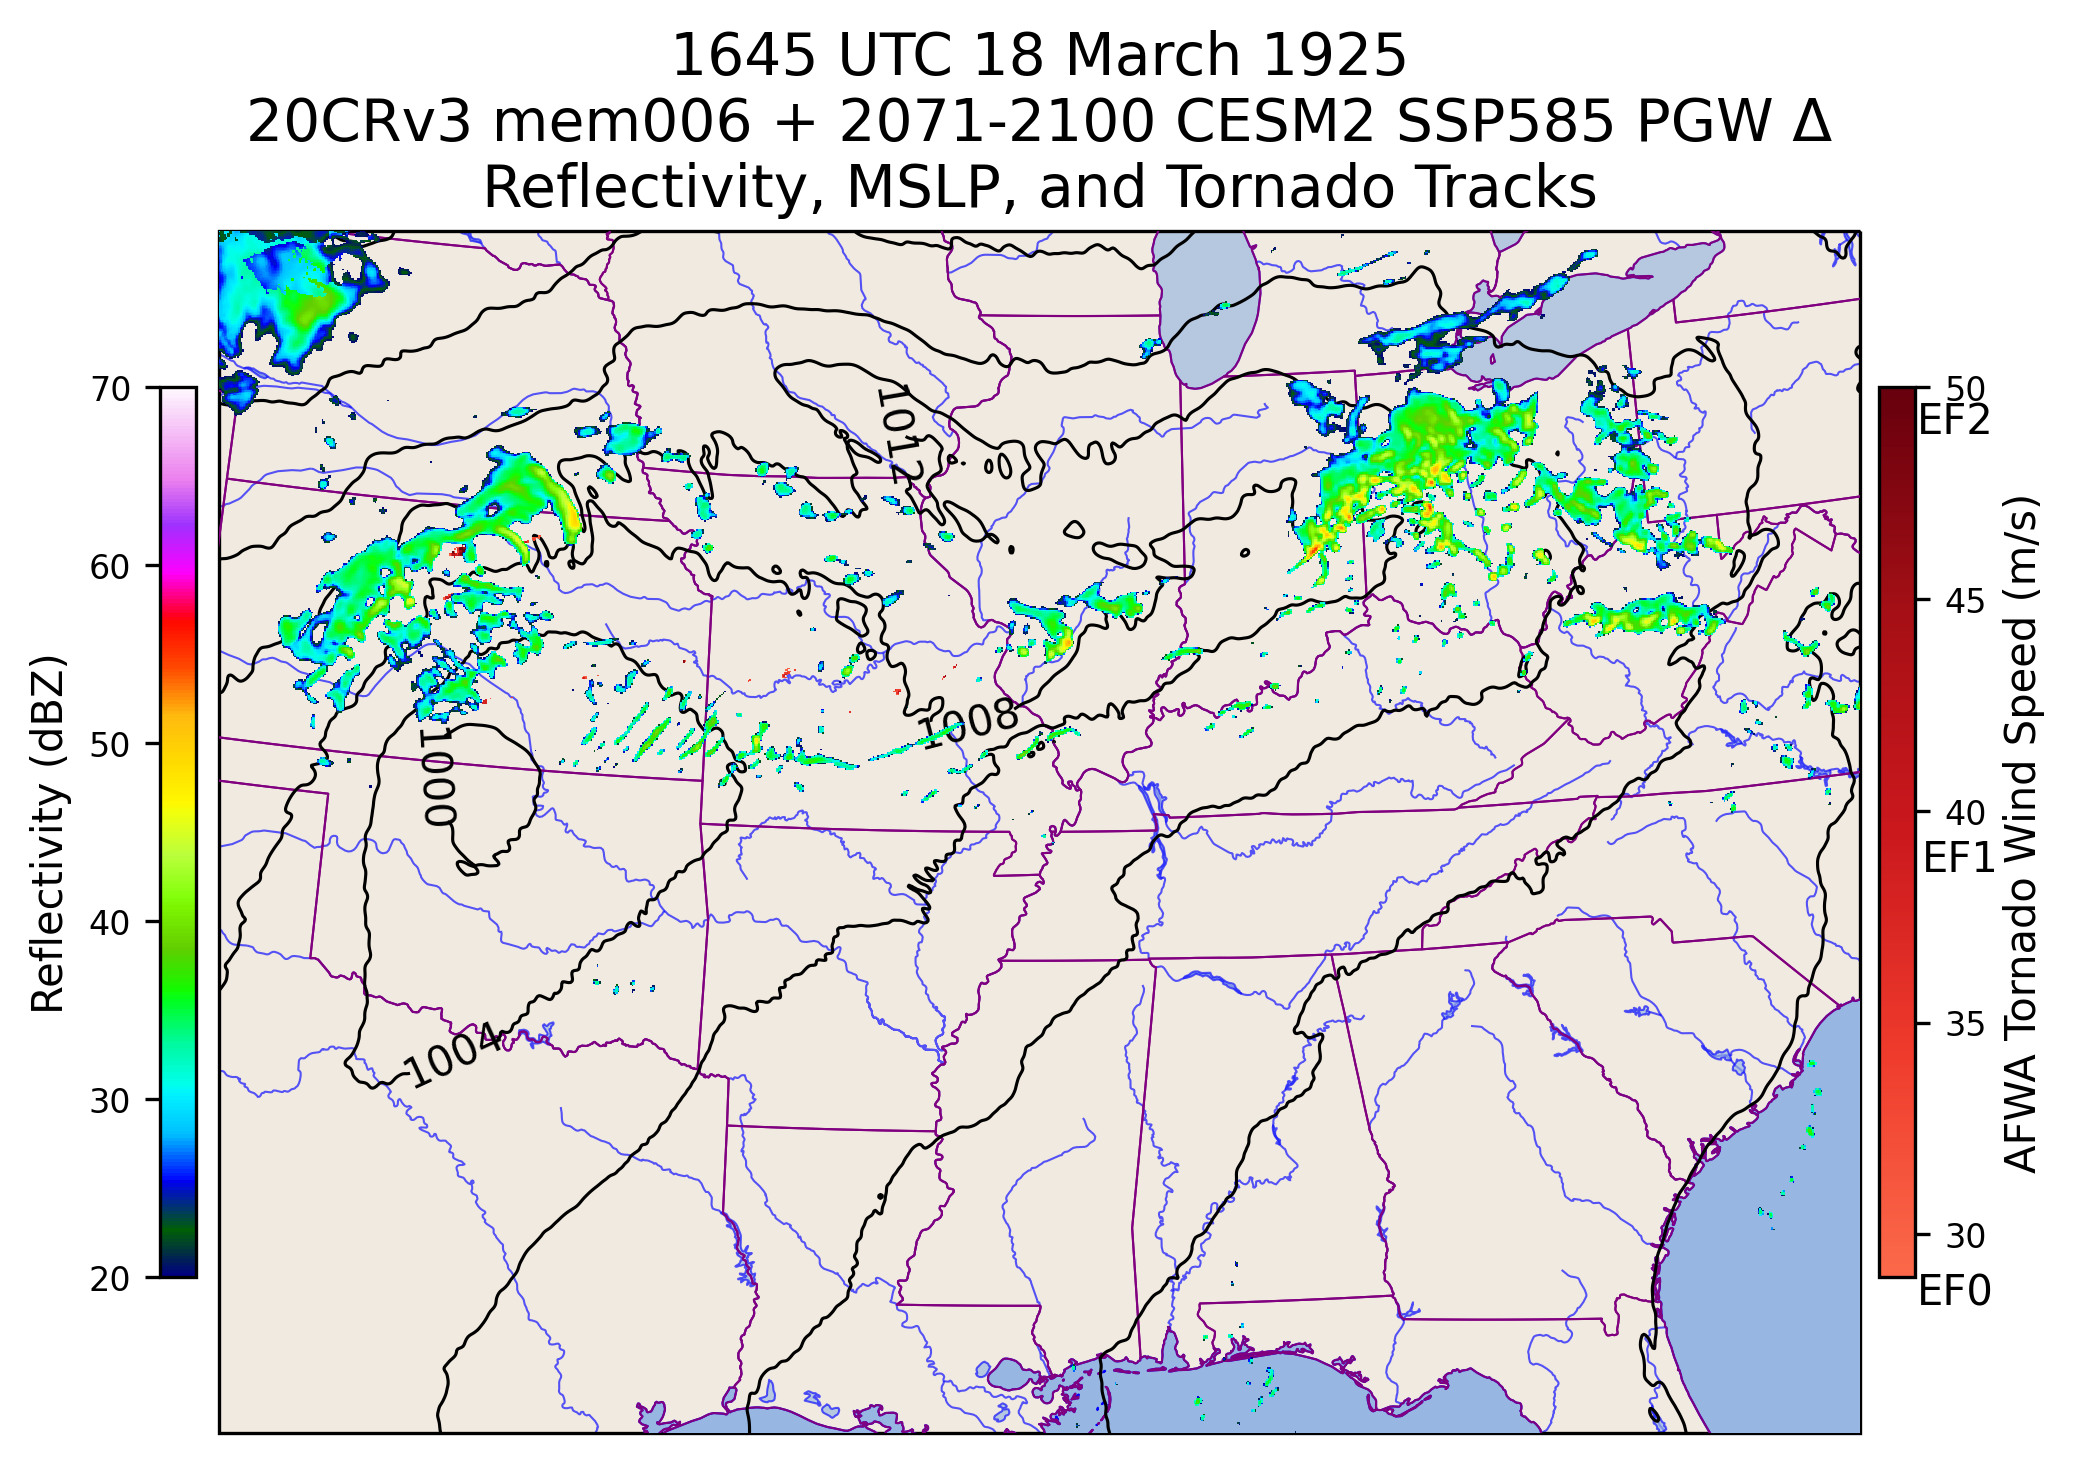 1645 UTC 18 March 1925
20CRv3 mem006 + 2071-2100 CESM2 SSP585 PGW Δ
Reflectivity, MSLP, and Tornado Tracks
70
60
50
40
30
20
Reflectivity (dBZ)
1012
1008
1000
1004
50
EF2
45
40
EF1
35
30
EF0
AFWA Tornado Wind Speed (m/s)